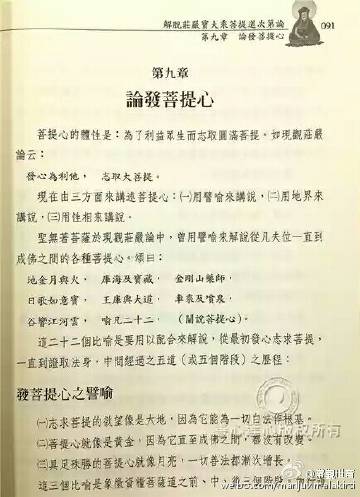 解脫莊嚴寶大乘菩提道次第論
第九章 論發菩提心
091
第九章
論發菩提心
菩提心的體性是：為了利益眾生而志取圓滿菩提。如現觀莊嚴
論云：
發心為利他， 志取大菩提。
現在由三方面來講述菩提心：㈠用譬喻來講說，㈡用地界來
講說，㈢用性相來講說。
聖無著菩薩於現觀莊嚴論中，曾用譬喻來解說從凡夫位一直到
成佛之間的各種菩提心。頌曰：
地金月與火， 庫海及寶藏， 金剛山藥師，
日歌如意寶， 王庫與大道， 車乘及噴泉，
谷響江河雲， 喻凡二十二， （闡說菩提心）。
這二十二個比喻是要用以配合來解說，從最初發心志求菩提，
一直到證取法身，中間經過之五道（或五個階段）之歷程：
發菩提心之譬喻
㈠志求菩提的欲望像是大地，因為它能為一切白法作根基。
㈡菩提心就像是黃金，因為它直至成佛之間，都沒有改變。
㈢具足殊勝的菩提心就像月亮，一切善法都漸次增長。
這三個比喻是象徵資糧菩薩道之前、中、後三個階段，
weibo.com/nanjuxinalakira